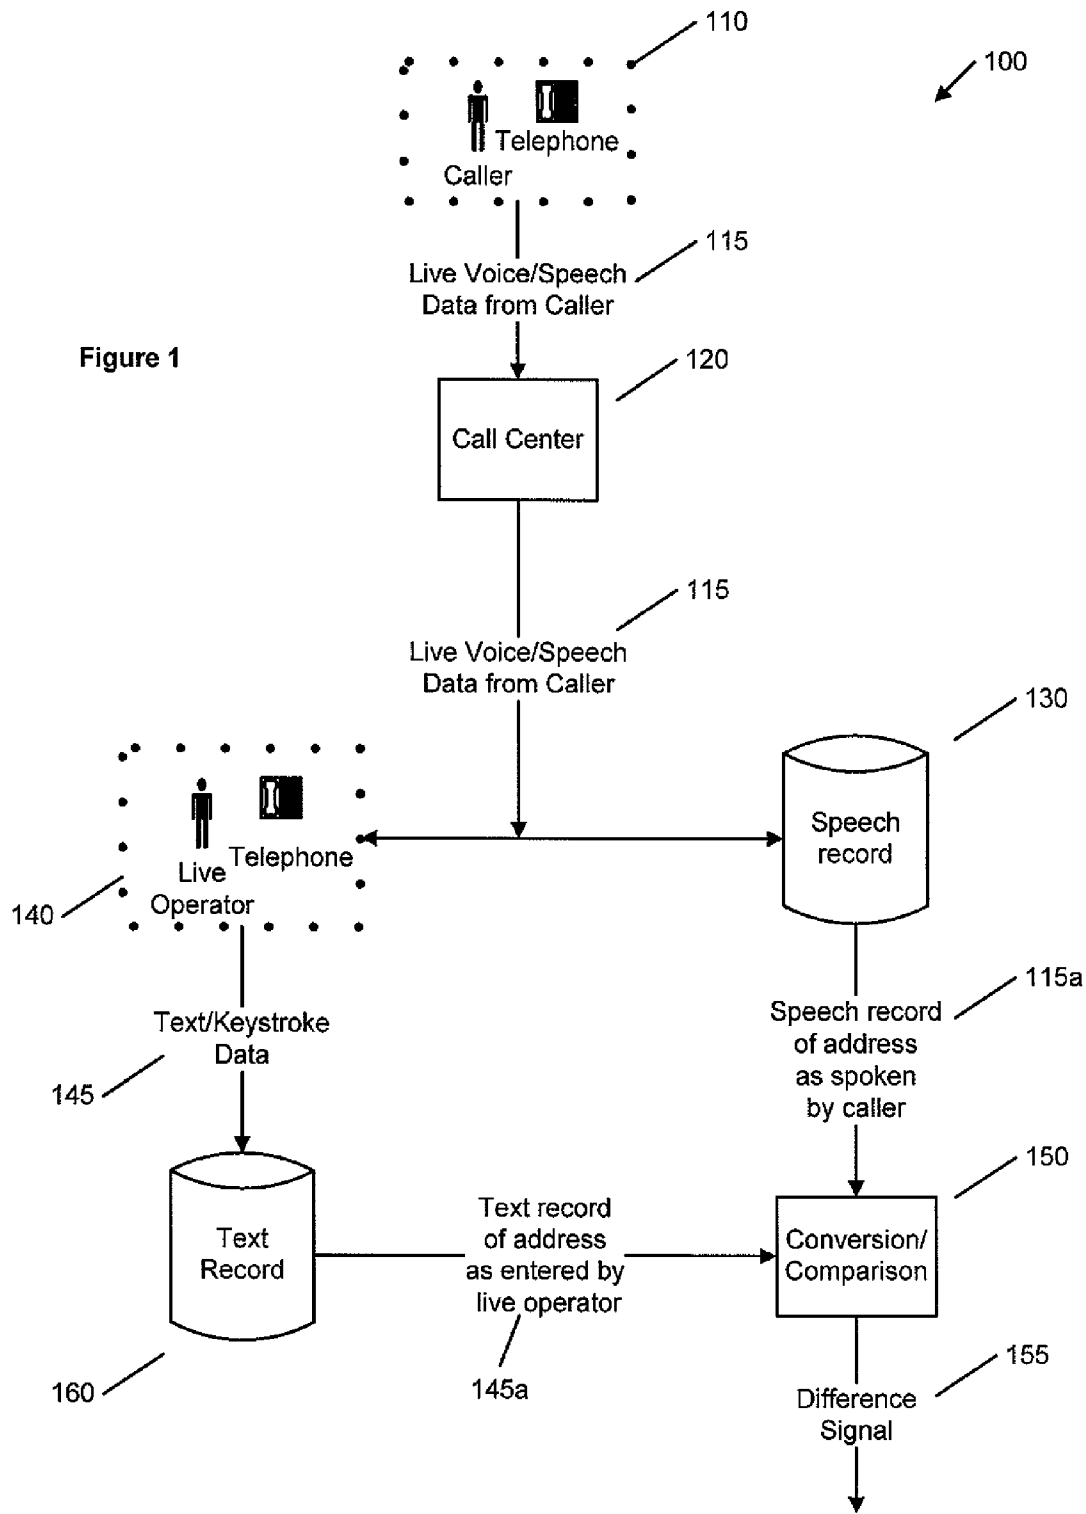 110
100
Telephone
Caller
115
Live Voice/Speech
Data from Caller
Figure 1
120
Call Center
115
Live Voice/Speech
Data from Caller
130
Speech
record
Telephone
Live
Operator
140
115a
Speech record
of address
as spoken
by caller
Text/Keystroke
Data
145
150
Text record
of address
as entered by
live operator
Conversion/
Comparison
Text
Record
155
160
145a
Difference
Signal